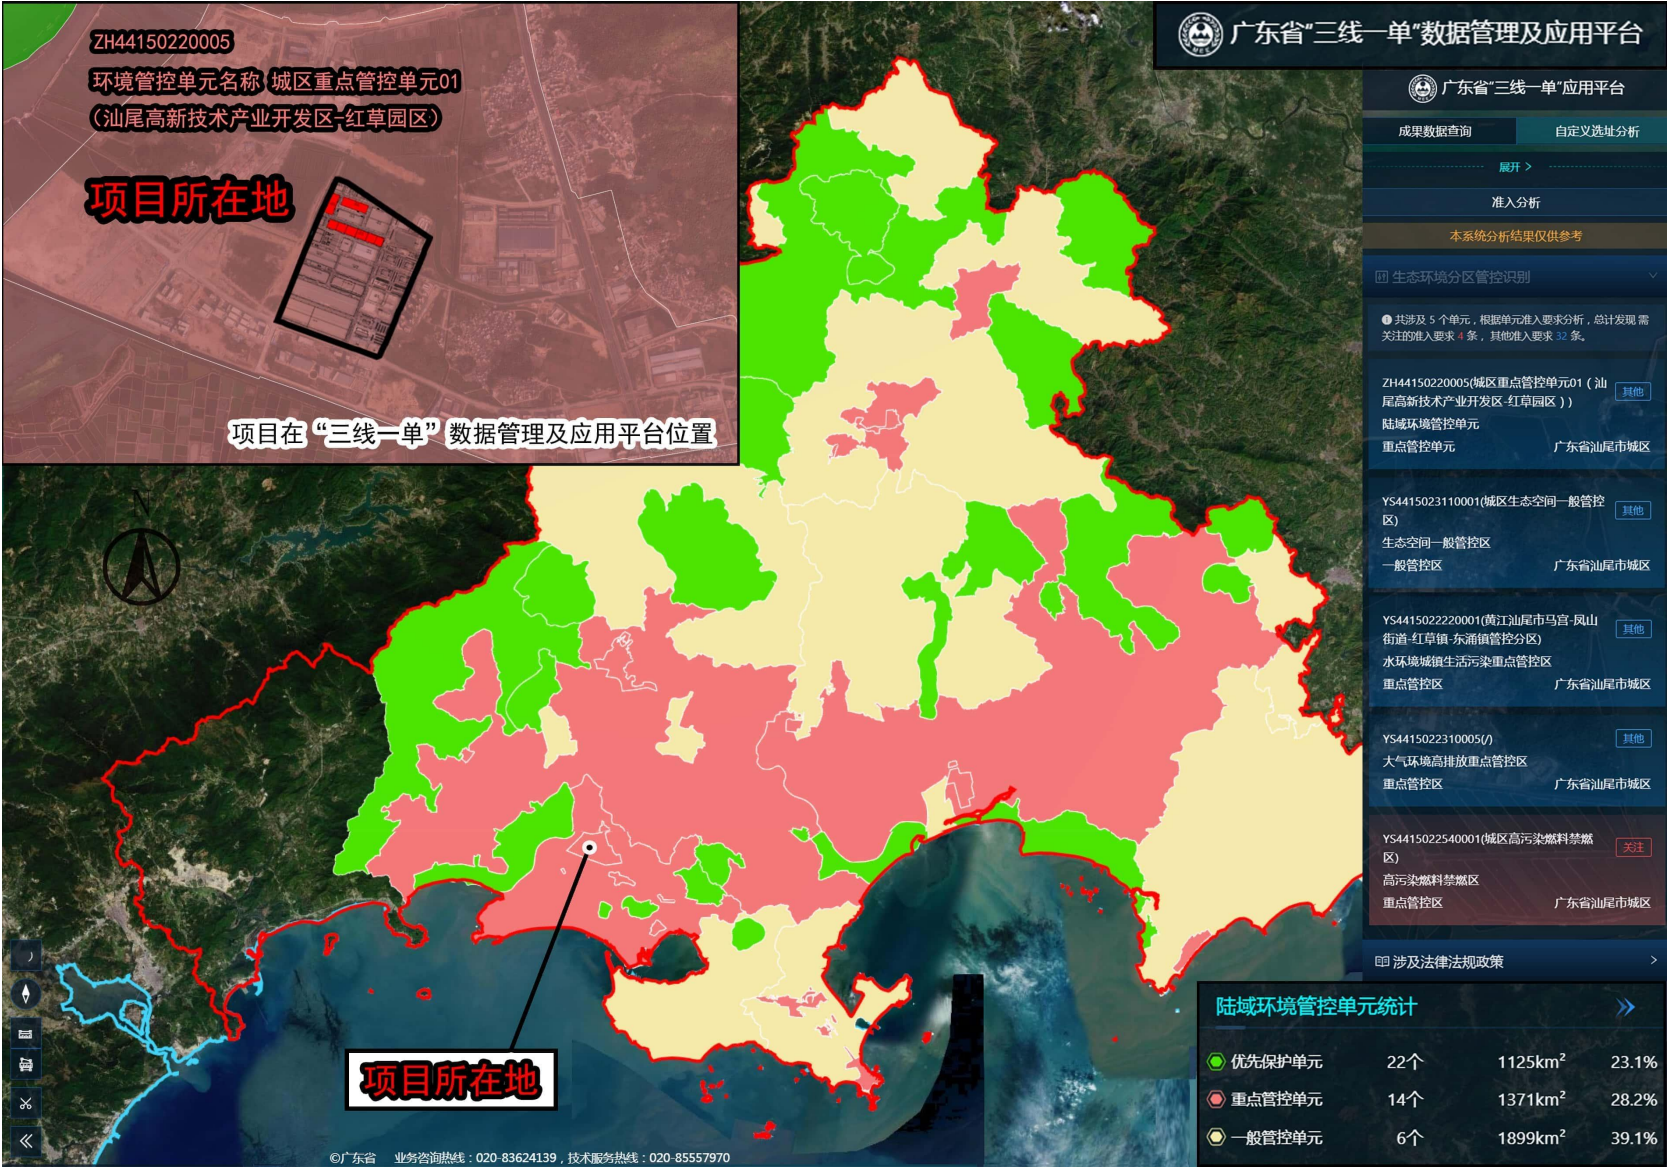 ZH44150220005
环境管控单元名称 城区重点管控单元01
（汕尾高新技术产业开发区-红草园区）
项目所在地
项目在“三线一单”数据管理及应用平台位置
N
项目所在地
©广东省 业务咨询热线：020-83624139，技术服务热线：020-85557970
广东省“三线一单”数据管理及应用平台
广东省“三线一单”应用平台
成果数据查询 自定义选址分析
展开 >
准入分析
本系统分析结果仅供参考
生态环境分区管控识别
共涉及 5 个单元，根据单元准入要求分析，总计发现 需
关注的准入要求 4 条，其他准入要求 32 条。
ZH44150220005(城区重点管控单元01（汕
尾高新技术产业开发区-红草园区）)
其他
陆域环境管控单元
重点管控单元 广东省汕尾市城区
YS4415023110001(城区生态空间一般管控
区)
其他
生态空间一般管控区
一般管控区 广东省汕尾市城区
YS4415022220001(黄江汕尾市马宫-凤山
街道-红草镇-东涌镇管控分区)
其他
水环境城镇生活污染重点管控区
重点管控区 广东省汕尾市城区
YS4415022310005(/)
其他
大气环境高排放重点管控区
重点管控区 广东省汕尾市城区
YS4415022540001(城区高污染燃料禁燃
区)
关注
高污染燃料禁燃区
重点管控区 广东省汕尾市城区
涉及法律法规政策 >
陆域环境管控单元统计
优先保护单元 22个 1125km² 23.1%
重点管控单元 14个 1371km² 28.2%
一般管控单元 6个 1899km² 39.1%